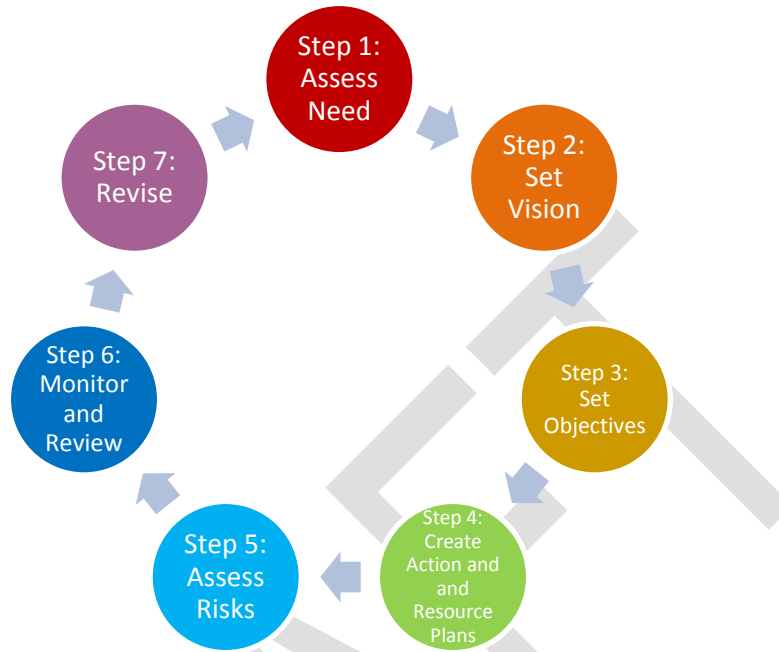 Step 1:
Assess
Need
Step 2:
Set
Vision
Step 3:
Set
Objectives
Step 4:
Create
Action and
and
Resource
Plans
Step 5:
Assess
Risks
Step 6:
Monitor
and
Review
Step 7:
Revise